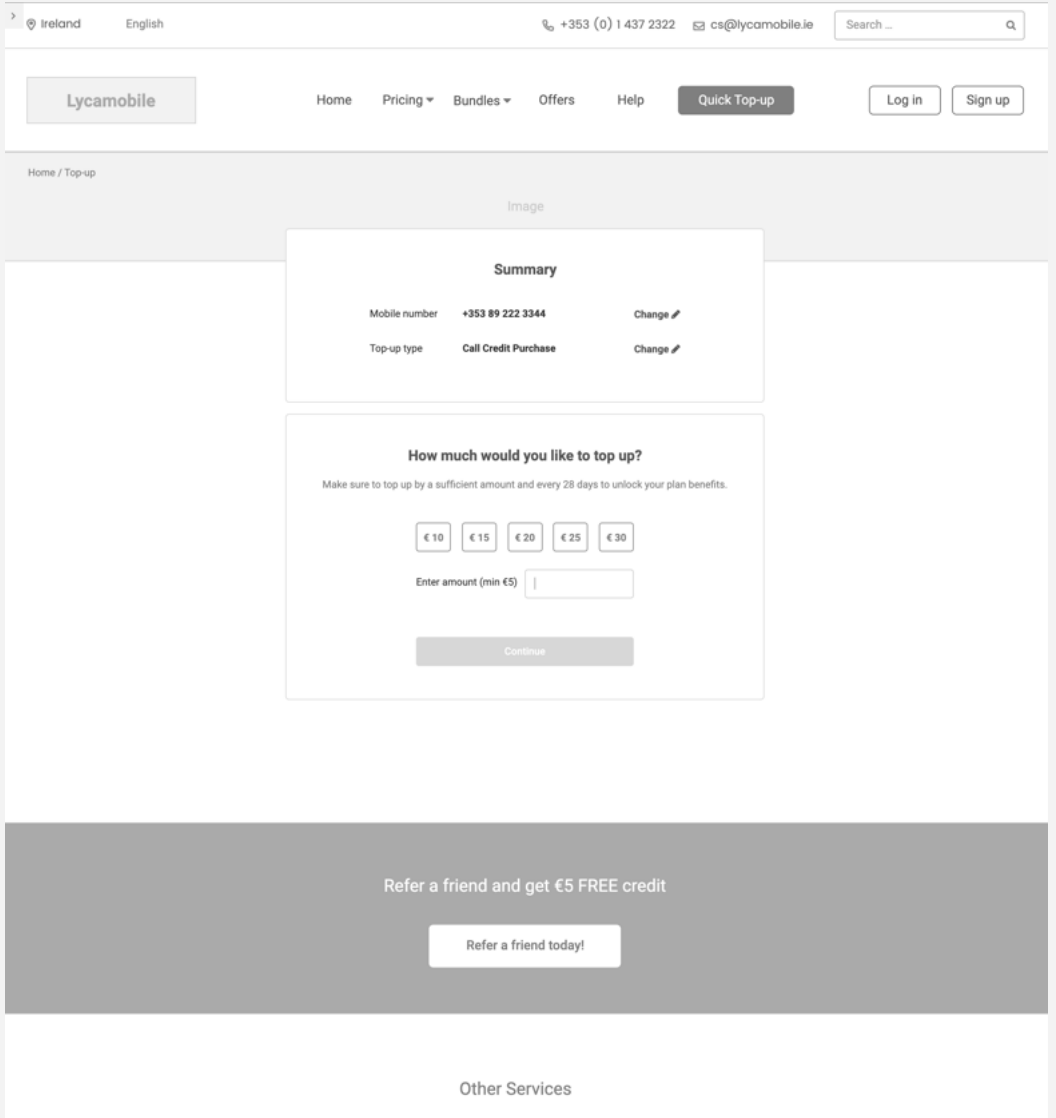 Ireland English +353 (0) 1 437 2322 cs@lycamobile.ie Search ...
Lycamobile Home Pricing Bundles Offers Help Quick Top-up Log in Sign up
Home / Top-up
Image
Summary
Mobile number +353 89 222 3344 Change
Top-up type Call Credit Purchase Change
How much would you like to top up?
Make sure to top up by a sufficient amount and every 28 days to unlock your plan benefits.
€ 10 € 15 € 20 € 25 € 30
Enter amount (min €5)
Continue
Refer a friend and get €5 FREE credit
Refer a friend today!
Other Services